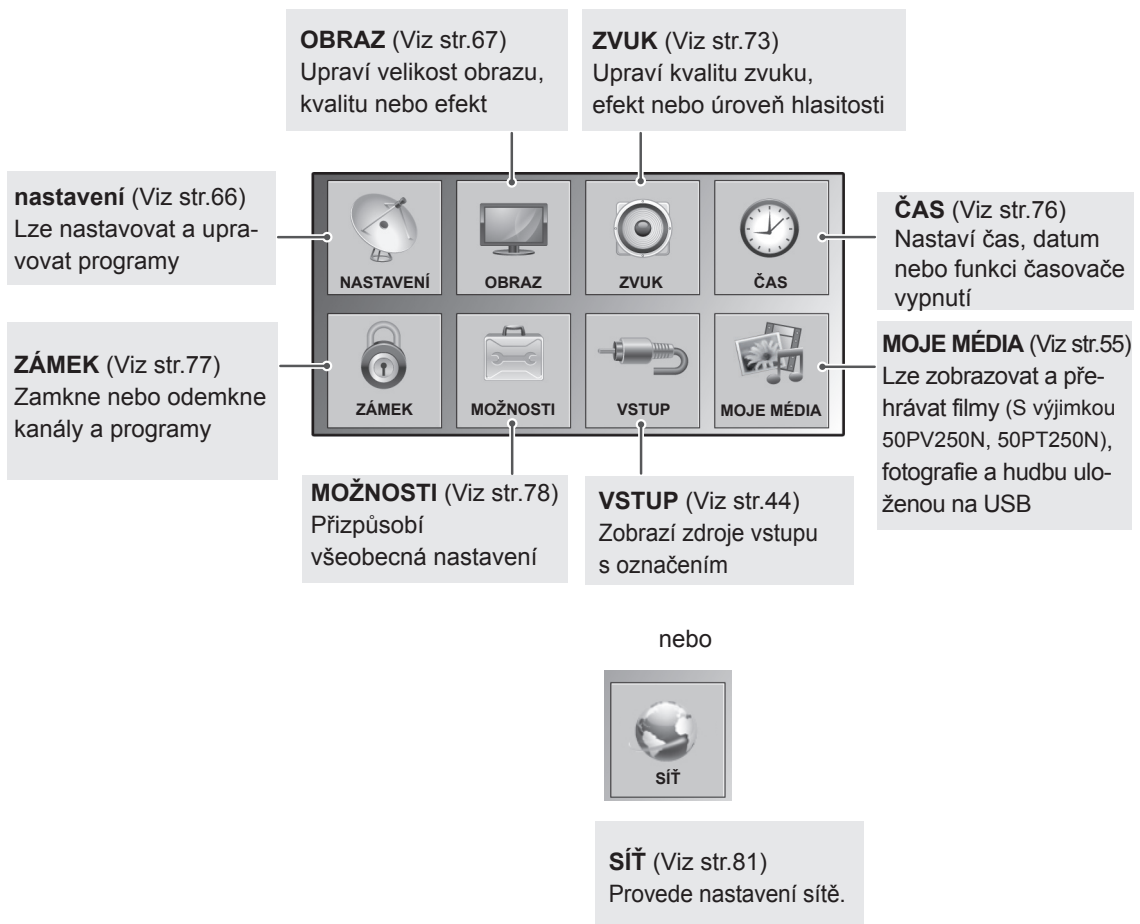 OBRAZ (Viz str.67)
Upraví velikost obrazu,
kvalitu nebo efekt
ZVUK (Viz str.73)
Upraví kvalitu zvuku,
efekt nebo úroveň hlasitosti
nastavení (Viz str.66)
Lze nastavovat a upra-
vovat programy
ČAS (Viz str.76)
Nastaví čas, datum
nebo funkci časovače
vypnutí
NASTAVENÍ
OBRAZ
ZVUK
ČAS
ZÁMEK (Viz str.77)
Zamkne nebo odemkne
kanály a programy
MOJE MÉDIA (Viz str.55)
Lze zobrazovat a pře-
hrávat filmy (S výjimkou
50PV250N, 50PT250N),
fotografie a hudbu ulo-
ženou na USB
ZÁMEK
MOŽNOSTI
VSTUP
MOJE MÉDIA
MOŽNOSTI (Viz str.78)
Přizpůsobí
všeobecná nastavení
VSTUP (Viz str.44)
Zobrazí zdroje vstupu
s označením
nebo
SÍŤ
SÍŤ (Viz str.81)
Provede nastavení sítě.